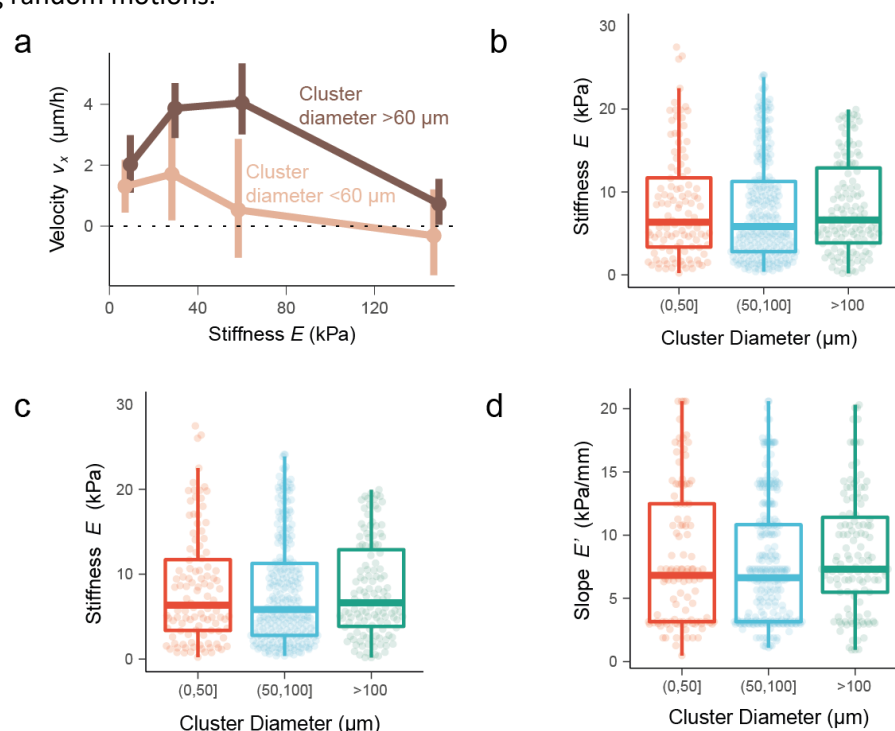 random motions.
a
Velocity vₓ (µm/h)
4
2
0
Cluster
diameter >60 µm
Cluster
diameter <60 µm
0
40
80
120
Stiffness E (kPa)
b
Stiffness E (kPa)
30
20
10
0
(0,50]
(50,100]
>100
Cluster Diameter (µm)
c
Stiffness E (kPa)
30
20
10
0
(0,50]
(50,100]
>100
Cluster Diameter (µm)
d
Slope E' (kPa/mm)
20
15
10
5
0
(0,50]
(50,100]
>100
Cluster Diameter (µm)